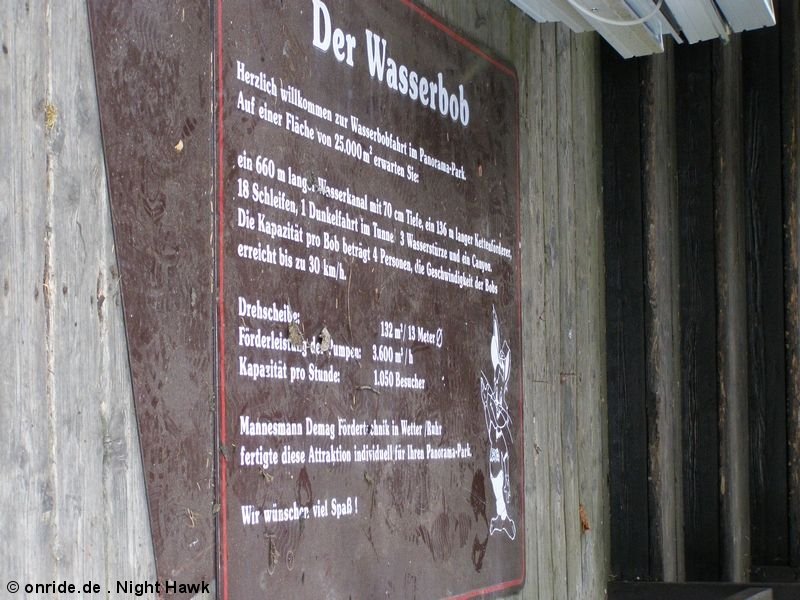 Der Wasserbob
Herzlich willkommen zur Wasserbobfahrt im Panorama-Park.
Auf einer Fläche von 25.000 m² erwarten Sie:
ein 660 m langer Wasserkanal mit 70 cm Tiefe, ein 136 m langer Kettenförderer,
18 Schleifen, 1 Dunkelfahrt im Tunnel 3 Wasserstürze und ein Canyon.
Die Kapazität pro Bob beträgt 4 Personen, die Geschwindigkeit der Bobs
erreicht bis zu 30 km/h.
Drehscheibe: 132 m²/ 13 Meter Ø
Förderleistung der Pumpen: 3.600 m³/h
Kapazität pro Stunde: 1.050 Besucher
Mannesmann Demag Fördertechnik in Wetter /Ruhr
fertigte diese Attraktion individuell für Ihren Panorama-Park.
Wir wünschen viel Spaß !
© onride.de . Night Hawk